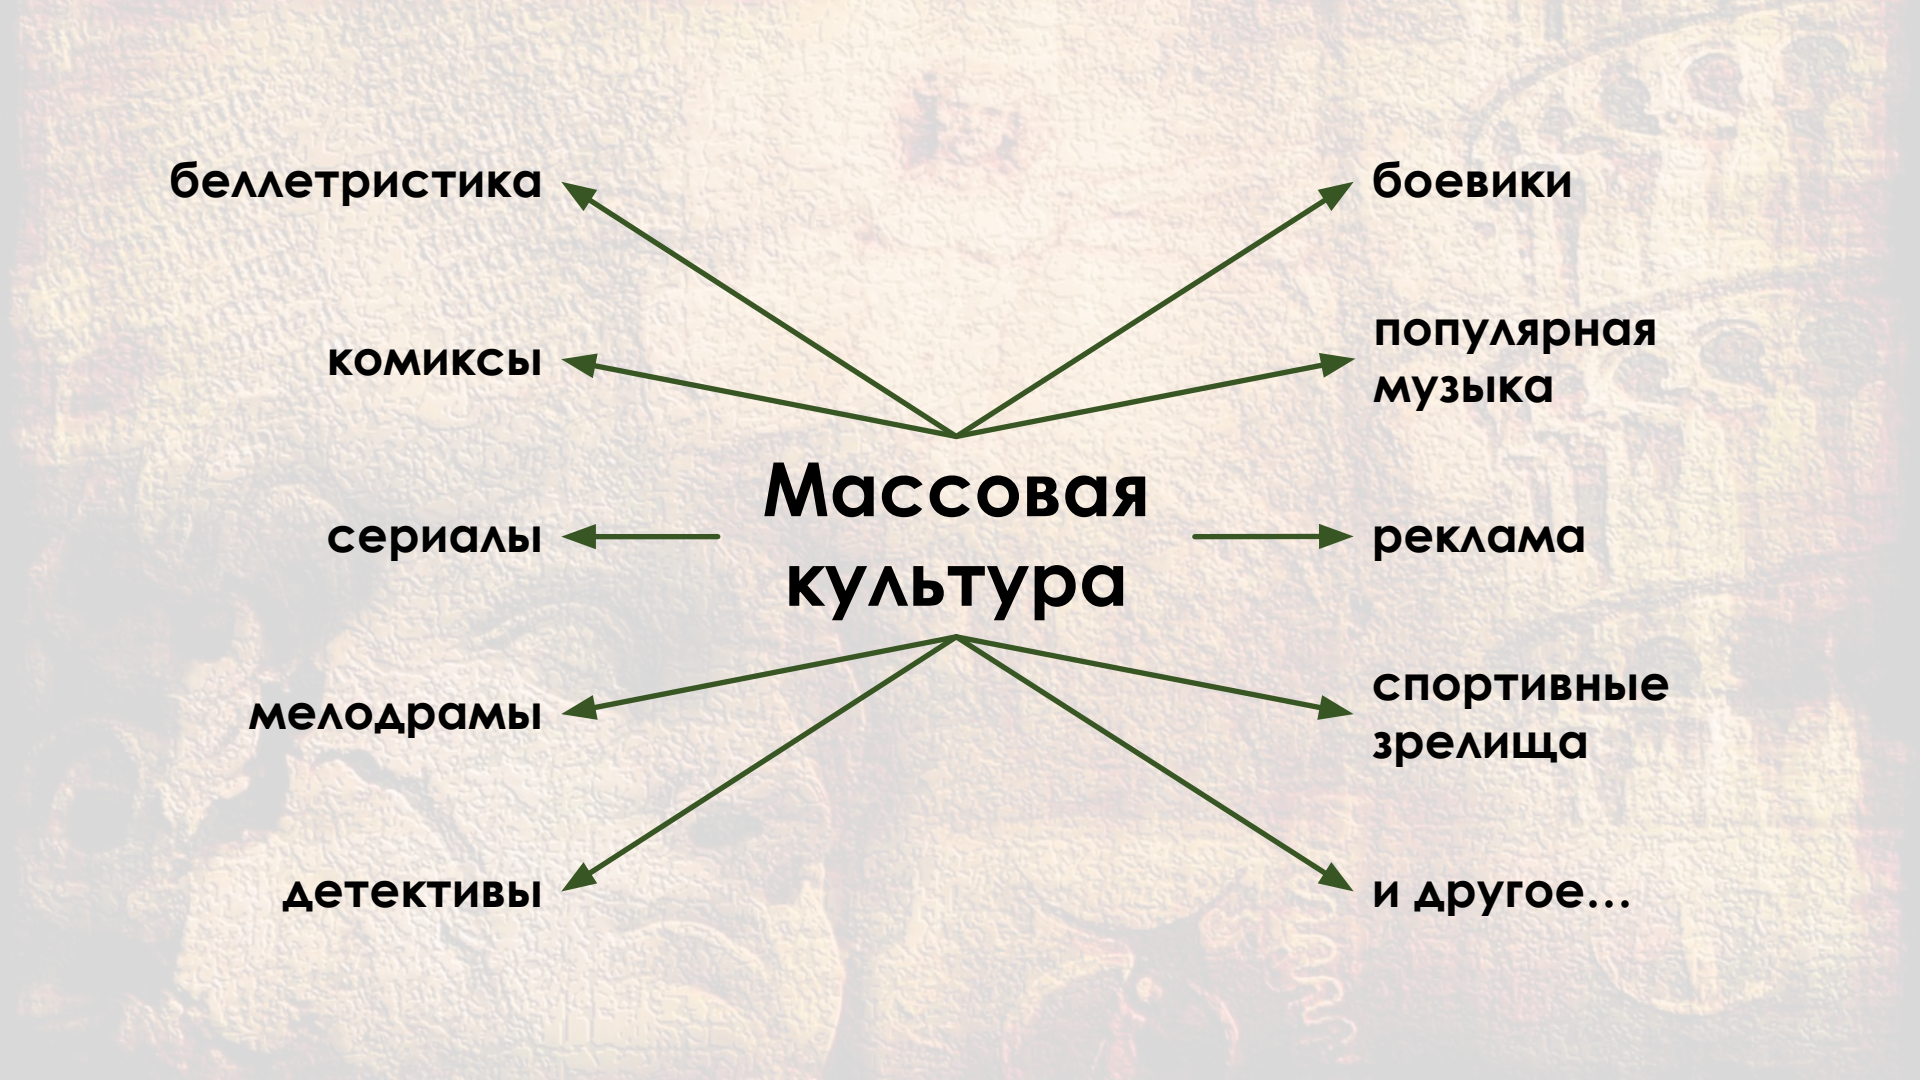 беллетристика
комиксы
сериалы
мелодрамы
детективы
Массовая
культура
боевики
популярная
музыка
реклама
спортивные
зрелища
и другое...